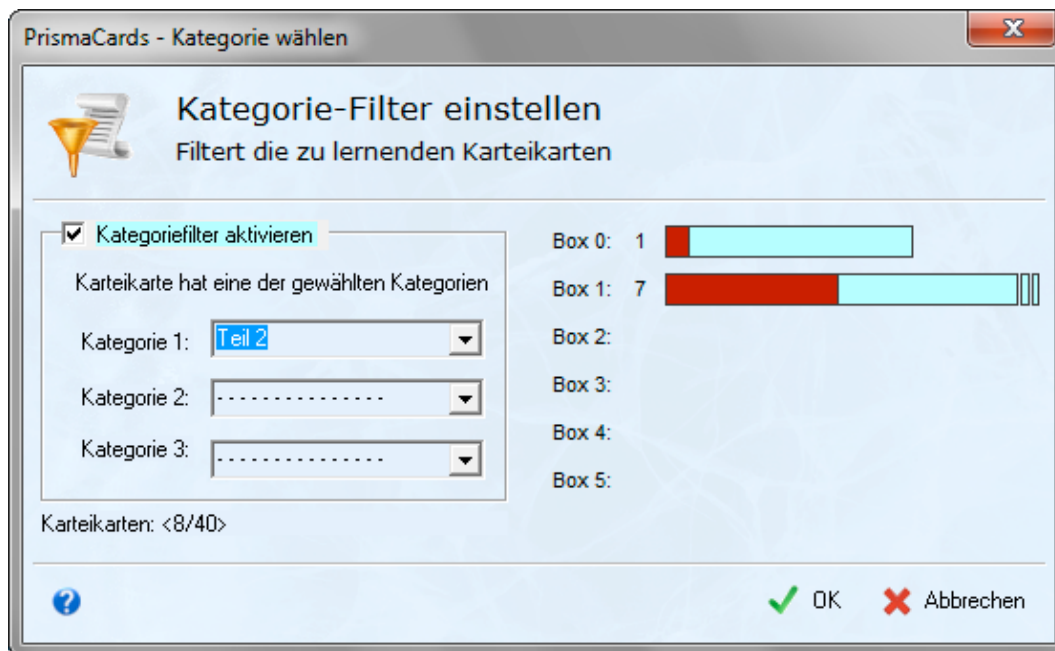 PrismaCards - Kategorie wählen
Kategorie-Filter einstellen
Filtert die zu lernenden Karteikarten
Kategoriefilter aktivieren
Karteikarte hat eine der gewählten Kategorien
Kategorie 1: Teil 2
Kategorie 2: - - - - - - - - - - - - - - -
Kategorie 3: - - - - - - - - - - - - - - -
Karteikarten: <8/40>
Box 0: 1
Box 1: 7
Box 2:
Box 3:
Box 4:
Box 5:
? OK Abbrechen